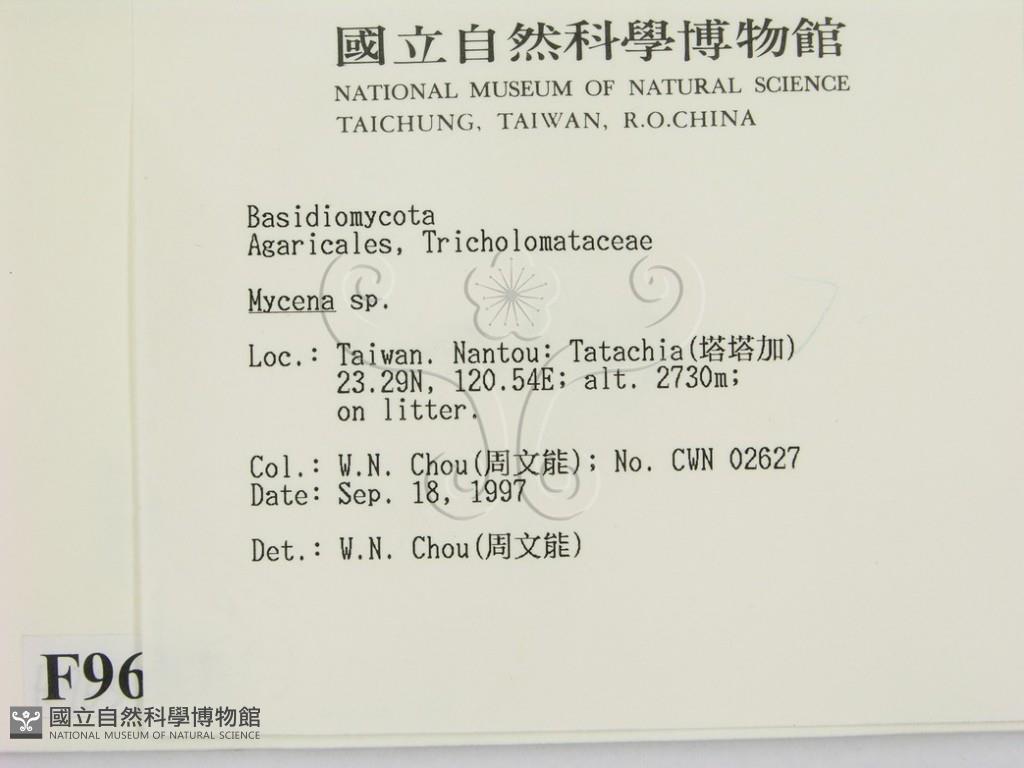 國立自然科學博物館
NATIONAL MUSEUM OF NATURAL SCIENCE
TAICHUNG, TAIWAN, R.O.CHINA
Basidiomycota
Agaricales, Tricholomataceae
Mycena sp.
Loc.: Taiwan. Nantou: Tatachia(塔塔加)
23.29N, 120.54E; alt. 2730m;
on litter.
Col.: W.N. Chou(周文能); No. CWN 02627
Date: Sep. 18, 1997
Det.: W.N. Chou(周文能)
F96
國立自然科學博物館
NATIONAL MUSEUM OF NATURAL SCIENCE